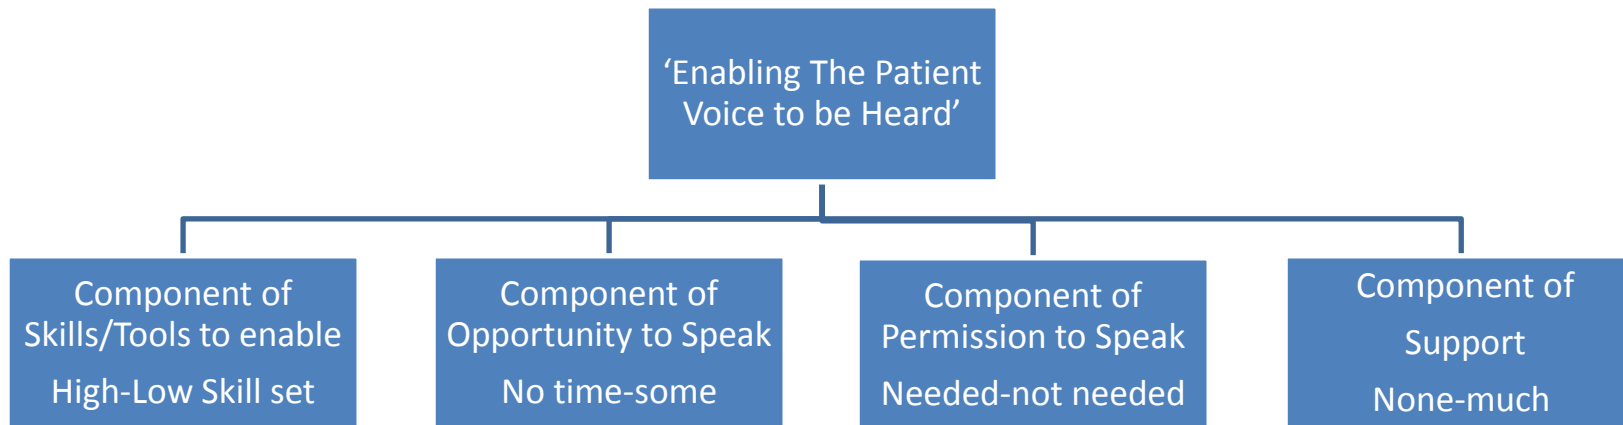 ‘Enabling The Patient
Voice to be Heard’
Component of
Skills/Tools to enable
High-Low Skill set
Component of
Opportunity to Speak
No time-some
Component of
Permission to Speak
Needed-not needed
Component of
Support
None-much